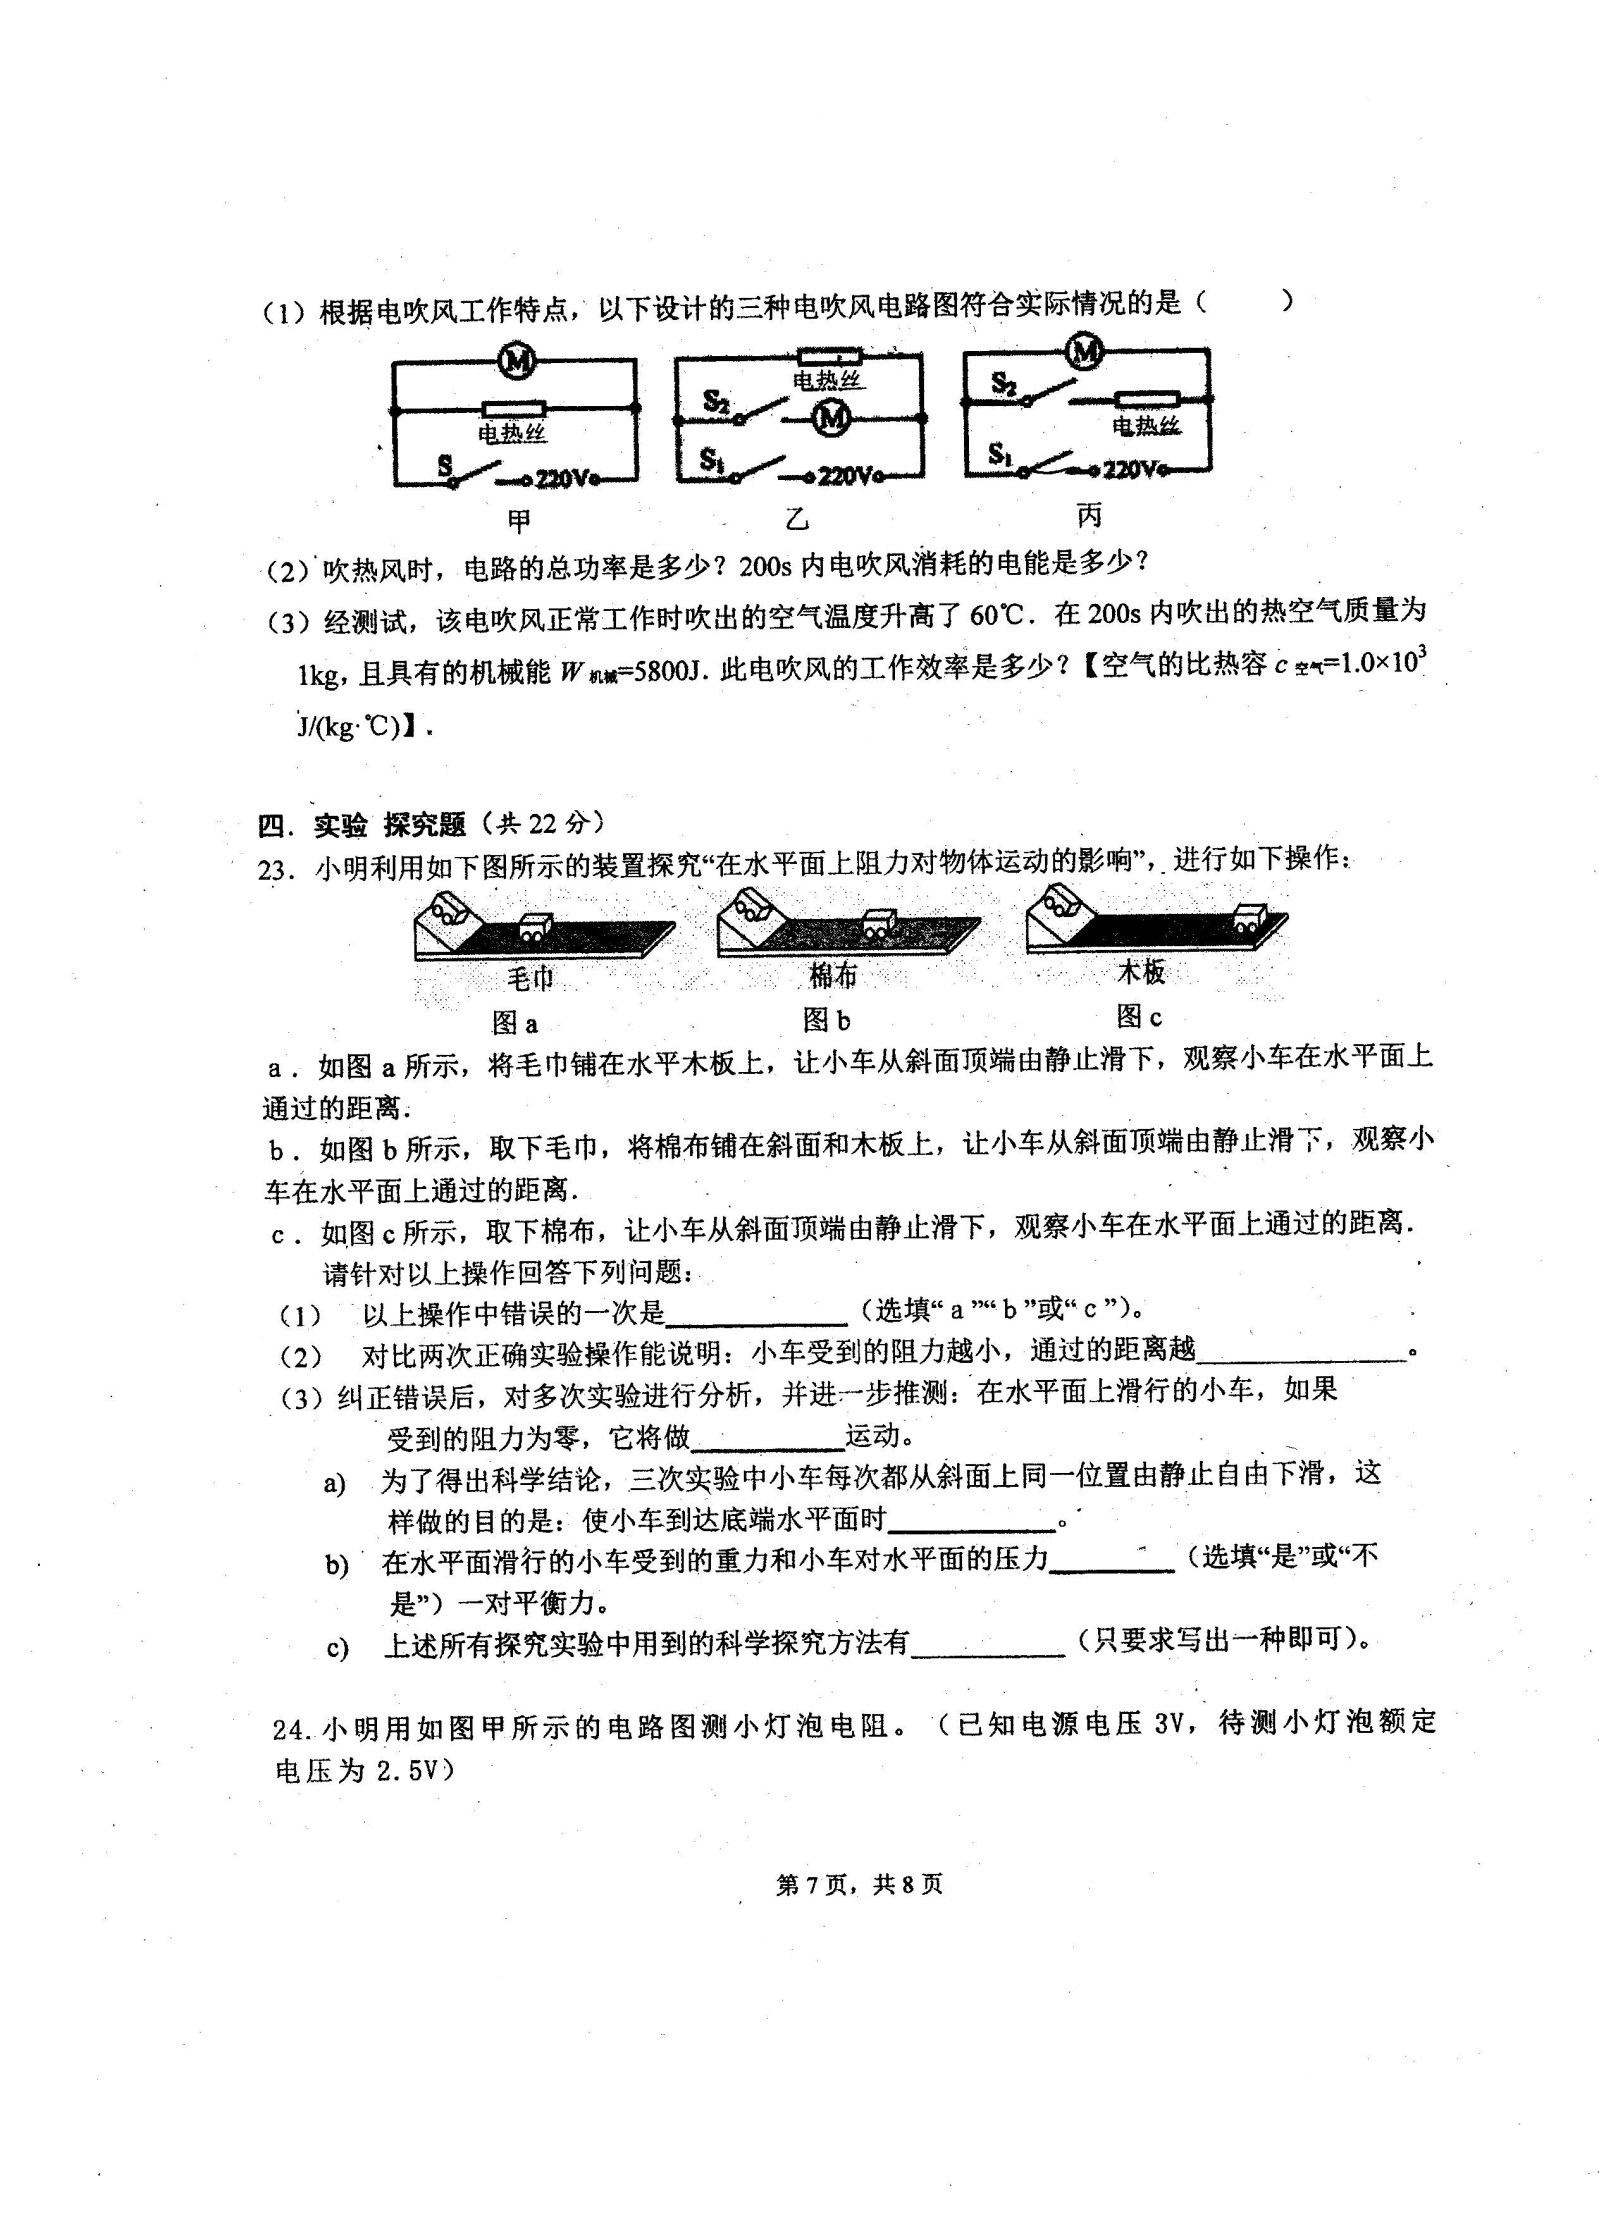 （1）根据电吹风工作特点，以下设计的三种电吹风电路图符合实际情况的是（　　）
M
电热丝
S
220V
甲
电热丝
S2
M
S1
220V
乙
M
S2
电热丝
S1
220V
丙
（2）吹热风时，电路的总功率是多少？200s 内电吹风消耗的电能是多少？
（3）经测试，该电吹风正常工作时吹出的空气温度升高了 60℃．在 200s 内吹出的热空气质量为
1kg，且具有的机械能 W机械=5800J．此电吹风的工作效率是多少？【空气的比热容 c空气=1.0×10³
J/(kg·℃)】．
四．实验 探究题（共 22 分）
23．小明利用如下图所示的装置探究“在水平面上阻力对物体运动的影响”，进行如下操作：
毛巾
棉布
木板
图 a
图 b
图 c
a．如图 a 所示，将毛巾铺在水平木板上，让小车从斜面顶端由静止滑下，观察小车在水平面上
通过的距离．
b．如图 b 所示，取下毛巾，将棉布铺在斜面和木板上，让小车从斜面顶端由静止滑下，观察小
车在水平面上通过的距离．
c．如图 c 所示，取下棉布，让小车从斜面顶端由静止滑下，观察小车在水平面上通过的距离．
请针对以上操作回答下列问题：
（1） 以上操作中错误的一次是____________（选填“a”“b”或“c”）。
（2） 对比两次正确实验操作能说明：小车受到的阻力越小，通过的距离越____________。
（3）纠正错误后，对多次实验进行分析，并进一步推测：在水平面上滑行的小车，如果
受到的阻力为零，它将做__________运动。
a) 为了得出科学结论，三次实验中小车每次都从斜面上同一位置由静止自由下滑，这
样做的目的是：使小车到达底端水平面时__________。
b) 在水平面滑行的小车受到的重力和小车对水平面的压力________（选填“是”或“不
是”）一对平衡力。
c) 上述所有探究实验中用到的科学探究方法有__________（只要求写出一种即可）。
24. 小明用如图甲所示的电路图测小灯泡电阻。（已知电源电压 3V，待测小灯泡额定
电压为 2.5V）
第 7 页，共 8 页